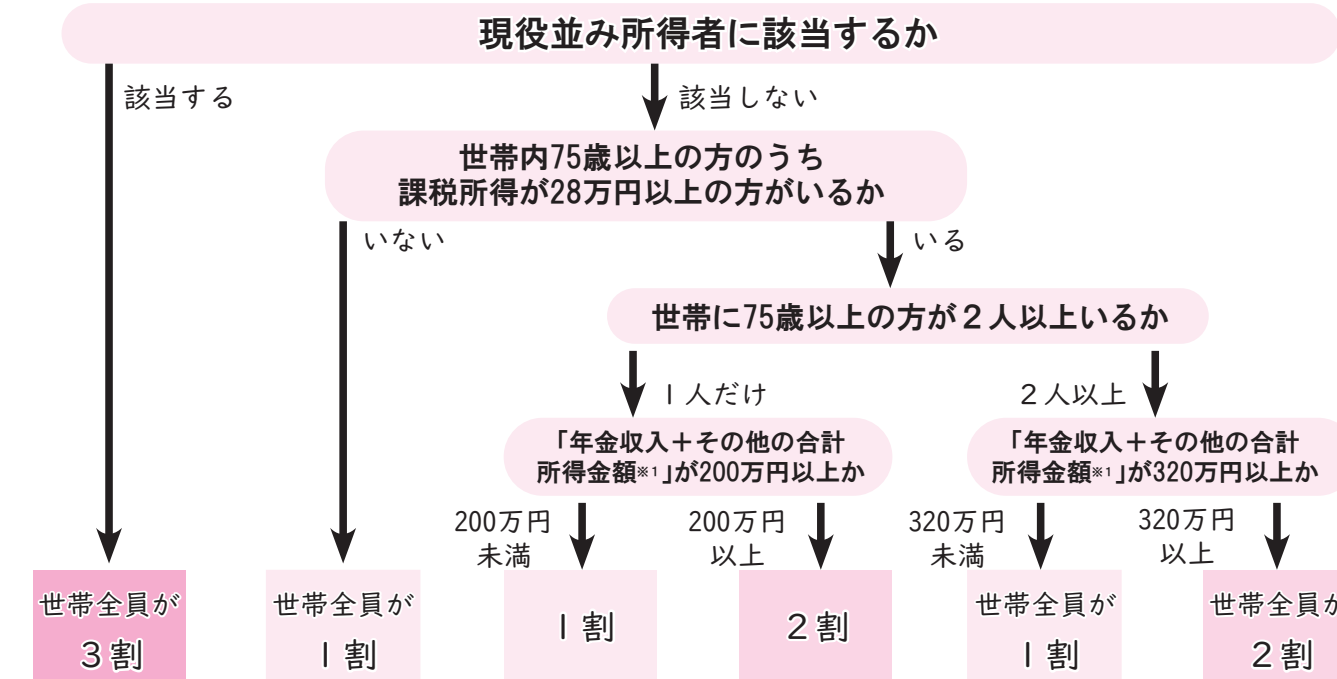 現役並み所得者に該当するか
該当する
該当しない
世帯内75歳以上の方のうち
課税所得が28万円以上の方がいるか
いない
いる
世帯に75歳以上の方が２人以上いるか
１人だけ
２人以上
「年金収入＋その他の合計
所得金額※1」が200万円以上か
「年金収入＋その他の合計
所得金額※1」が320万円以上か
200万円
未満
200万円
以上
320万円
未満
320万円
以上
世帯全員が
３割
世帯全員が
１割
１割
２割
世帯全員が
１割
世帯全員が
２割